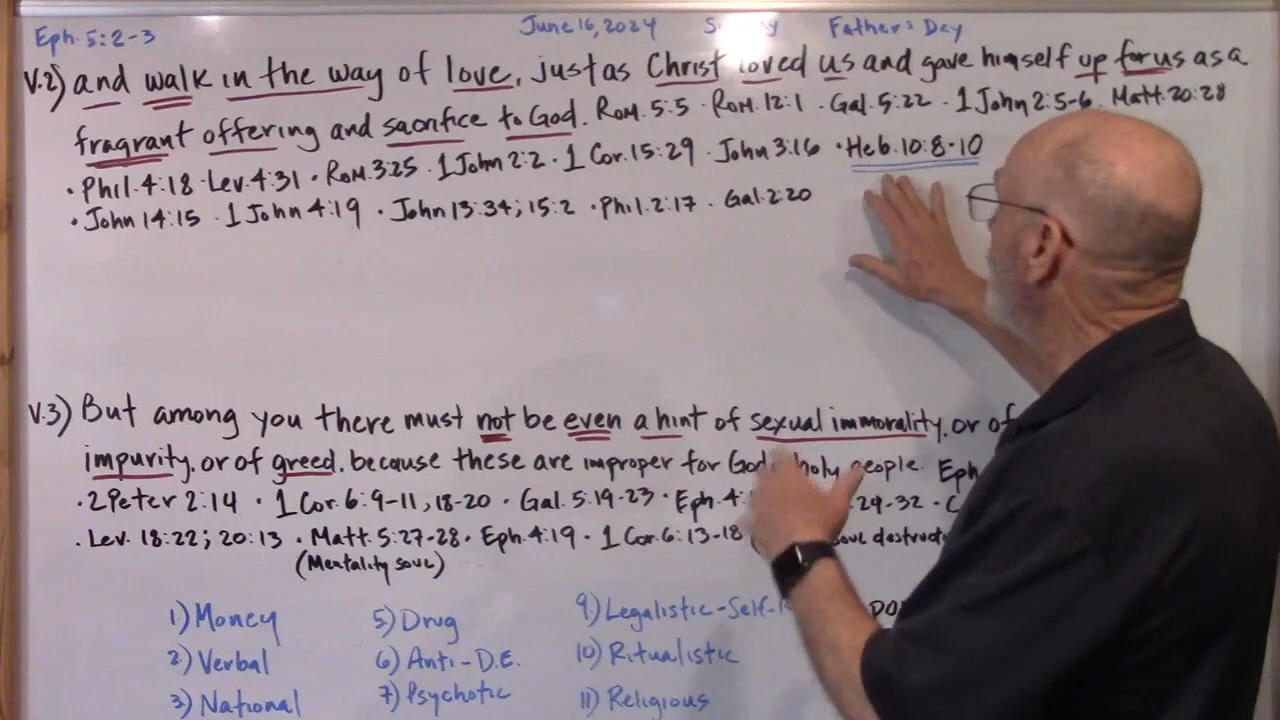 Eph. 5:2-3 June 16, 2024 Father's Day
V.2) and walk in the way of love, just as Christ loved us and gave himself up for us as a
fragrant offering and sacrifice to God. Rom. 5:5 · Rom. 12:1 · Gal. 5:22 · 1 John 2:5-6 · Matt. 20:28
· Phil. 4:18 · Lev. 4:31 · Rom. 3:25 · 1 John 2:2 · 1 Cor. 15:29 · John 3:16 · Heb. 10:8-10
· John 14:15 · 1 John 4:19 · John 13:34; 15:2 · Phil. 2:17 · Gal. 2:20
V.3) But among you there must not be even a hint of sexual immorality, or of
impurity, or of greed, because these are improper for God's holy people. Eph
· 2 Peter 2:14 · 1 Cor. 6:9-11, 18-20 · Gal. 5:19-23 · Eph. 4: 29-32 ·
· Lev. 18:22; 20:13 · Matt. 5:27-28 · Eph. 4:19 · 1 Cor. 6:13-18
(Mentality soul)
1) Money 5) Drug 9) Legalistic-Self-
2) Verbal 6) Anti-D.E. 10) Ritualistic
3) National 7) Psychotic 11) Religious